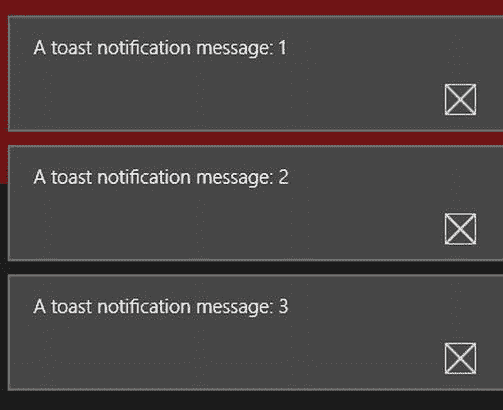 A toast notification message: 1
A toast notification message: 2
A toast notification message: 3